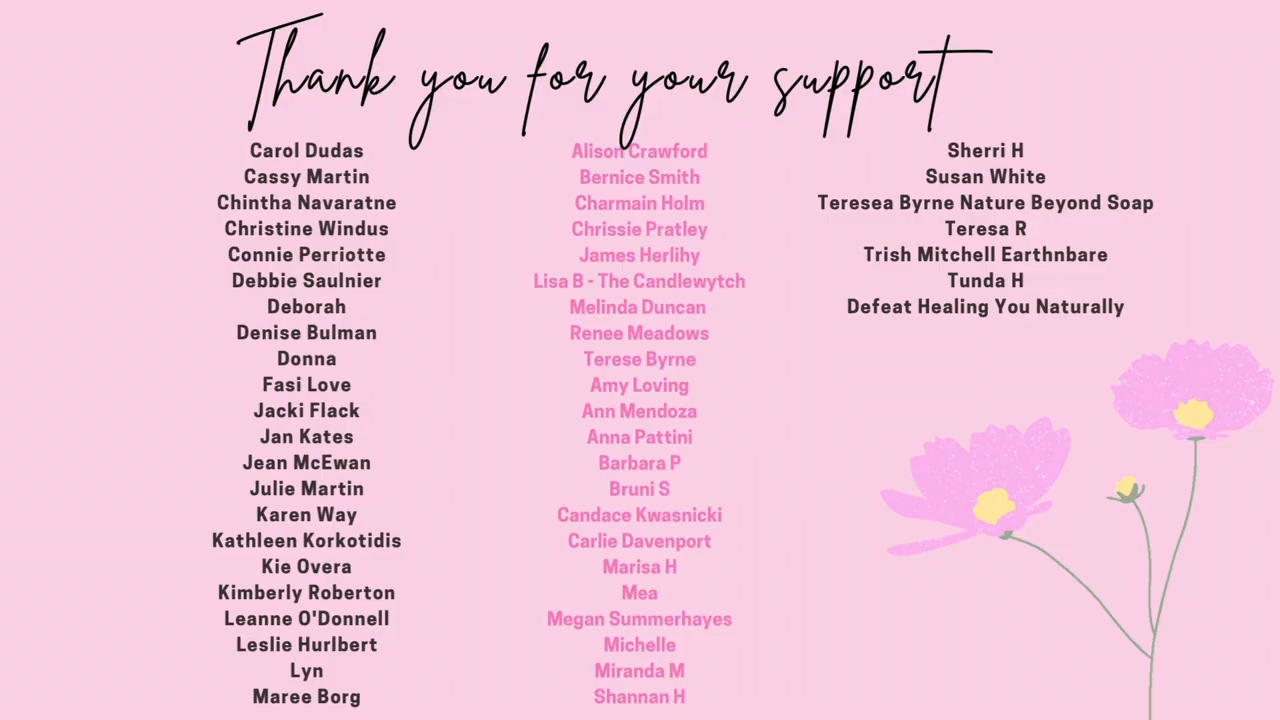 Thank you for your support
Carol Dudas
Cassy Martin
Chintha Navaratne
Christine Windus
Connie Perriotte
Debbie Saulnier
Deborah
Denise Bulman
Donna
Fasi Love
Jacki Flack
Jan Kates
Jean McEwan
Julie Martin
Karen Way
Kathleen Korkotidis
Kie Overa
Kimberly Roberton
Leanne O'Donnell
Leslie Hurlbert
Lyn
Maree Borg
Alison Crawford
Bernice Smith
Charmain Holm
Chrissie Pratley
James Herlihy
Lisa B - The Candlewytch
Melinda Duncan
Renee Meadows
Terese Byrne
Amy Loving
Ann Mendoza
Anna Pattini
Barbara P
Bruni S
Candace Kwasnicki
Carlie Davenport
Marisa H
Mea
Megan Summerhayes
Michelle
Miranda M
Shannan H
Sherri H
Susan White
Teresea Byrne Nature Beyond Soap
Teresa R
Trish Mitchell Earthnbare
Tunda H
Defeat Healing You Naturally